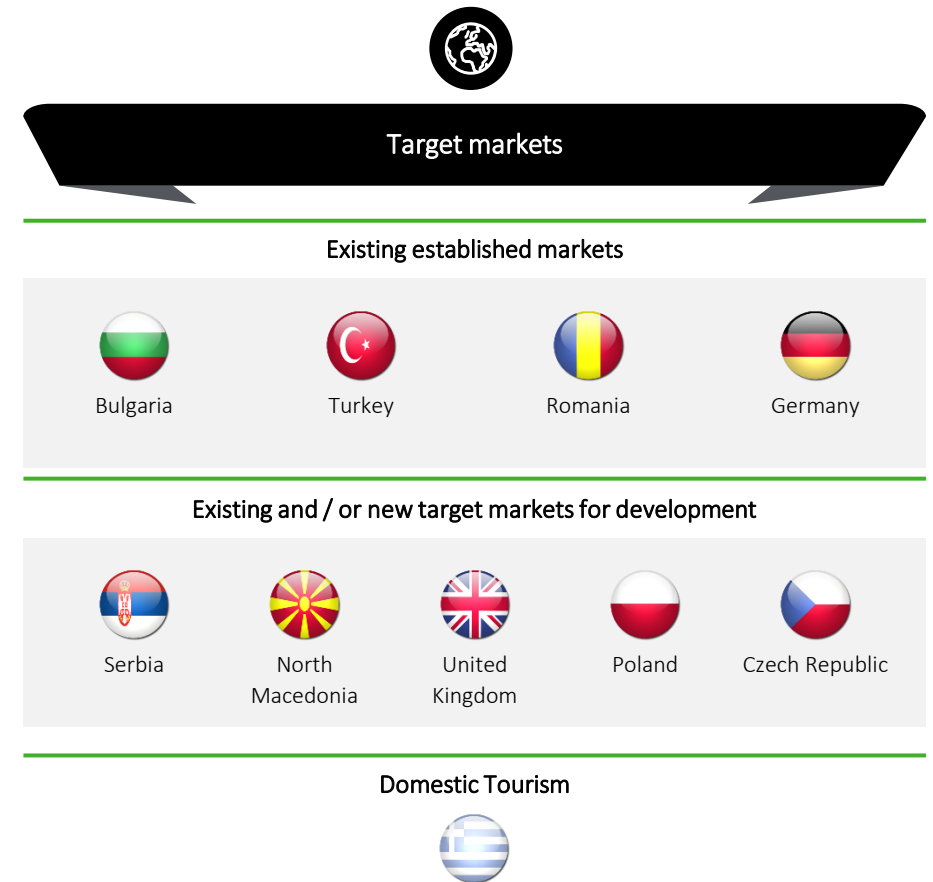 Target markets
Existing established markets
Bulgaria
Turkey
Romania
Germany
Existing and / or new target markets for development
Serbia
North
Macedonia
United
Kingdom
Poland
Czech Republic
Domestic Tourism